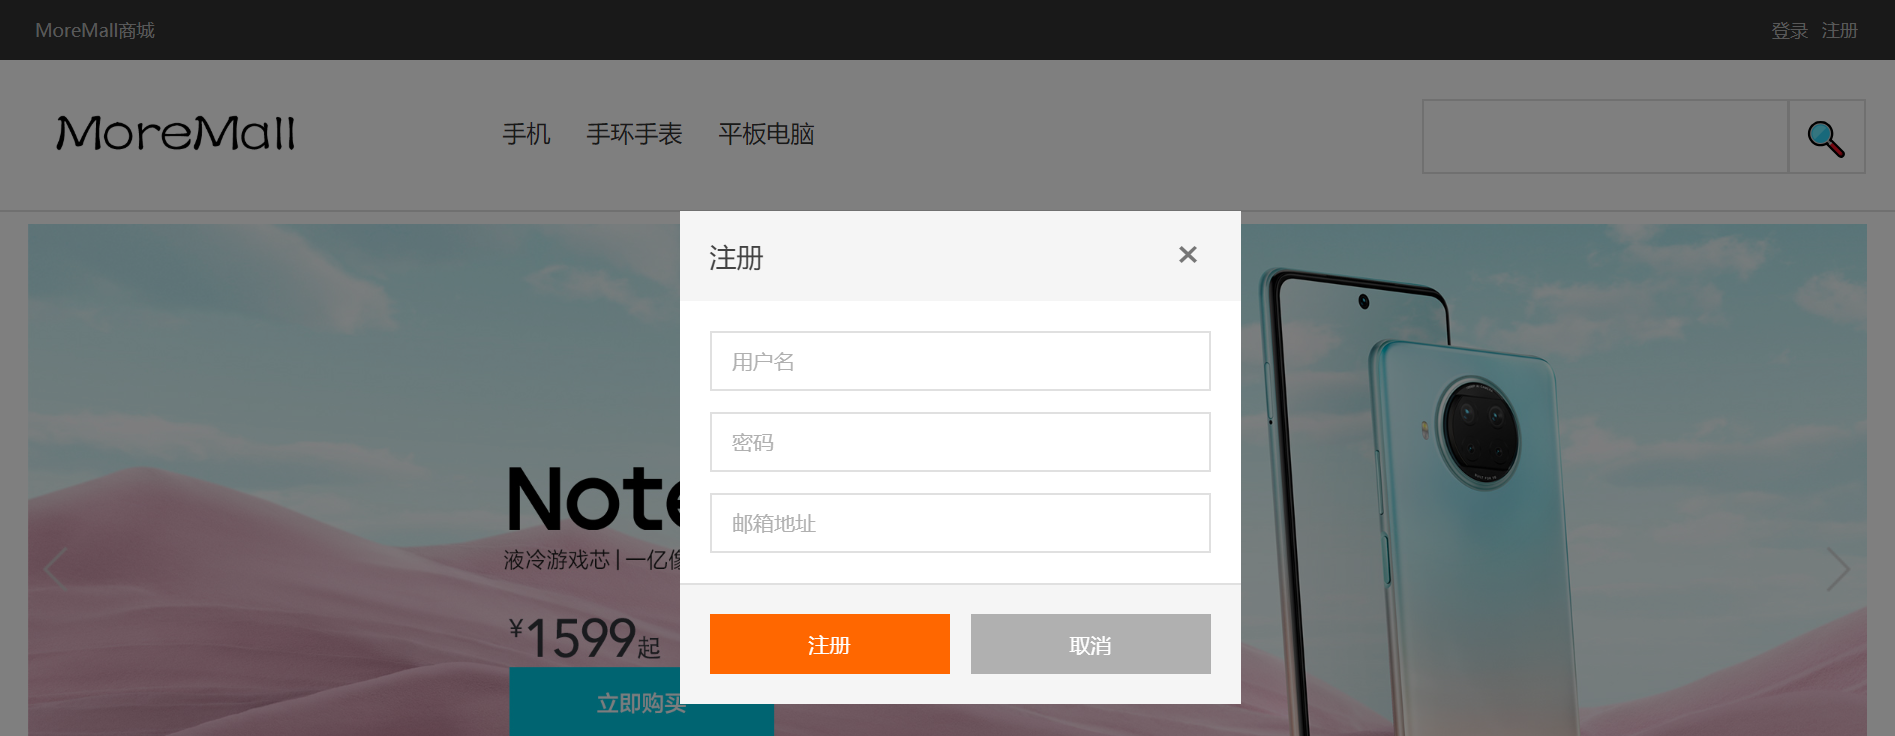 MoreMall商城
登录 注册
MoreMall
手机 手环手表 平板电脑
注册
用户名
密码
邮箱地址
Note
液冷游戏芯 | 一亿像
¥1599起
注册 取消
立即购买